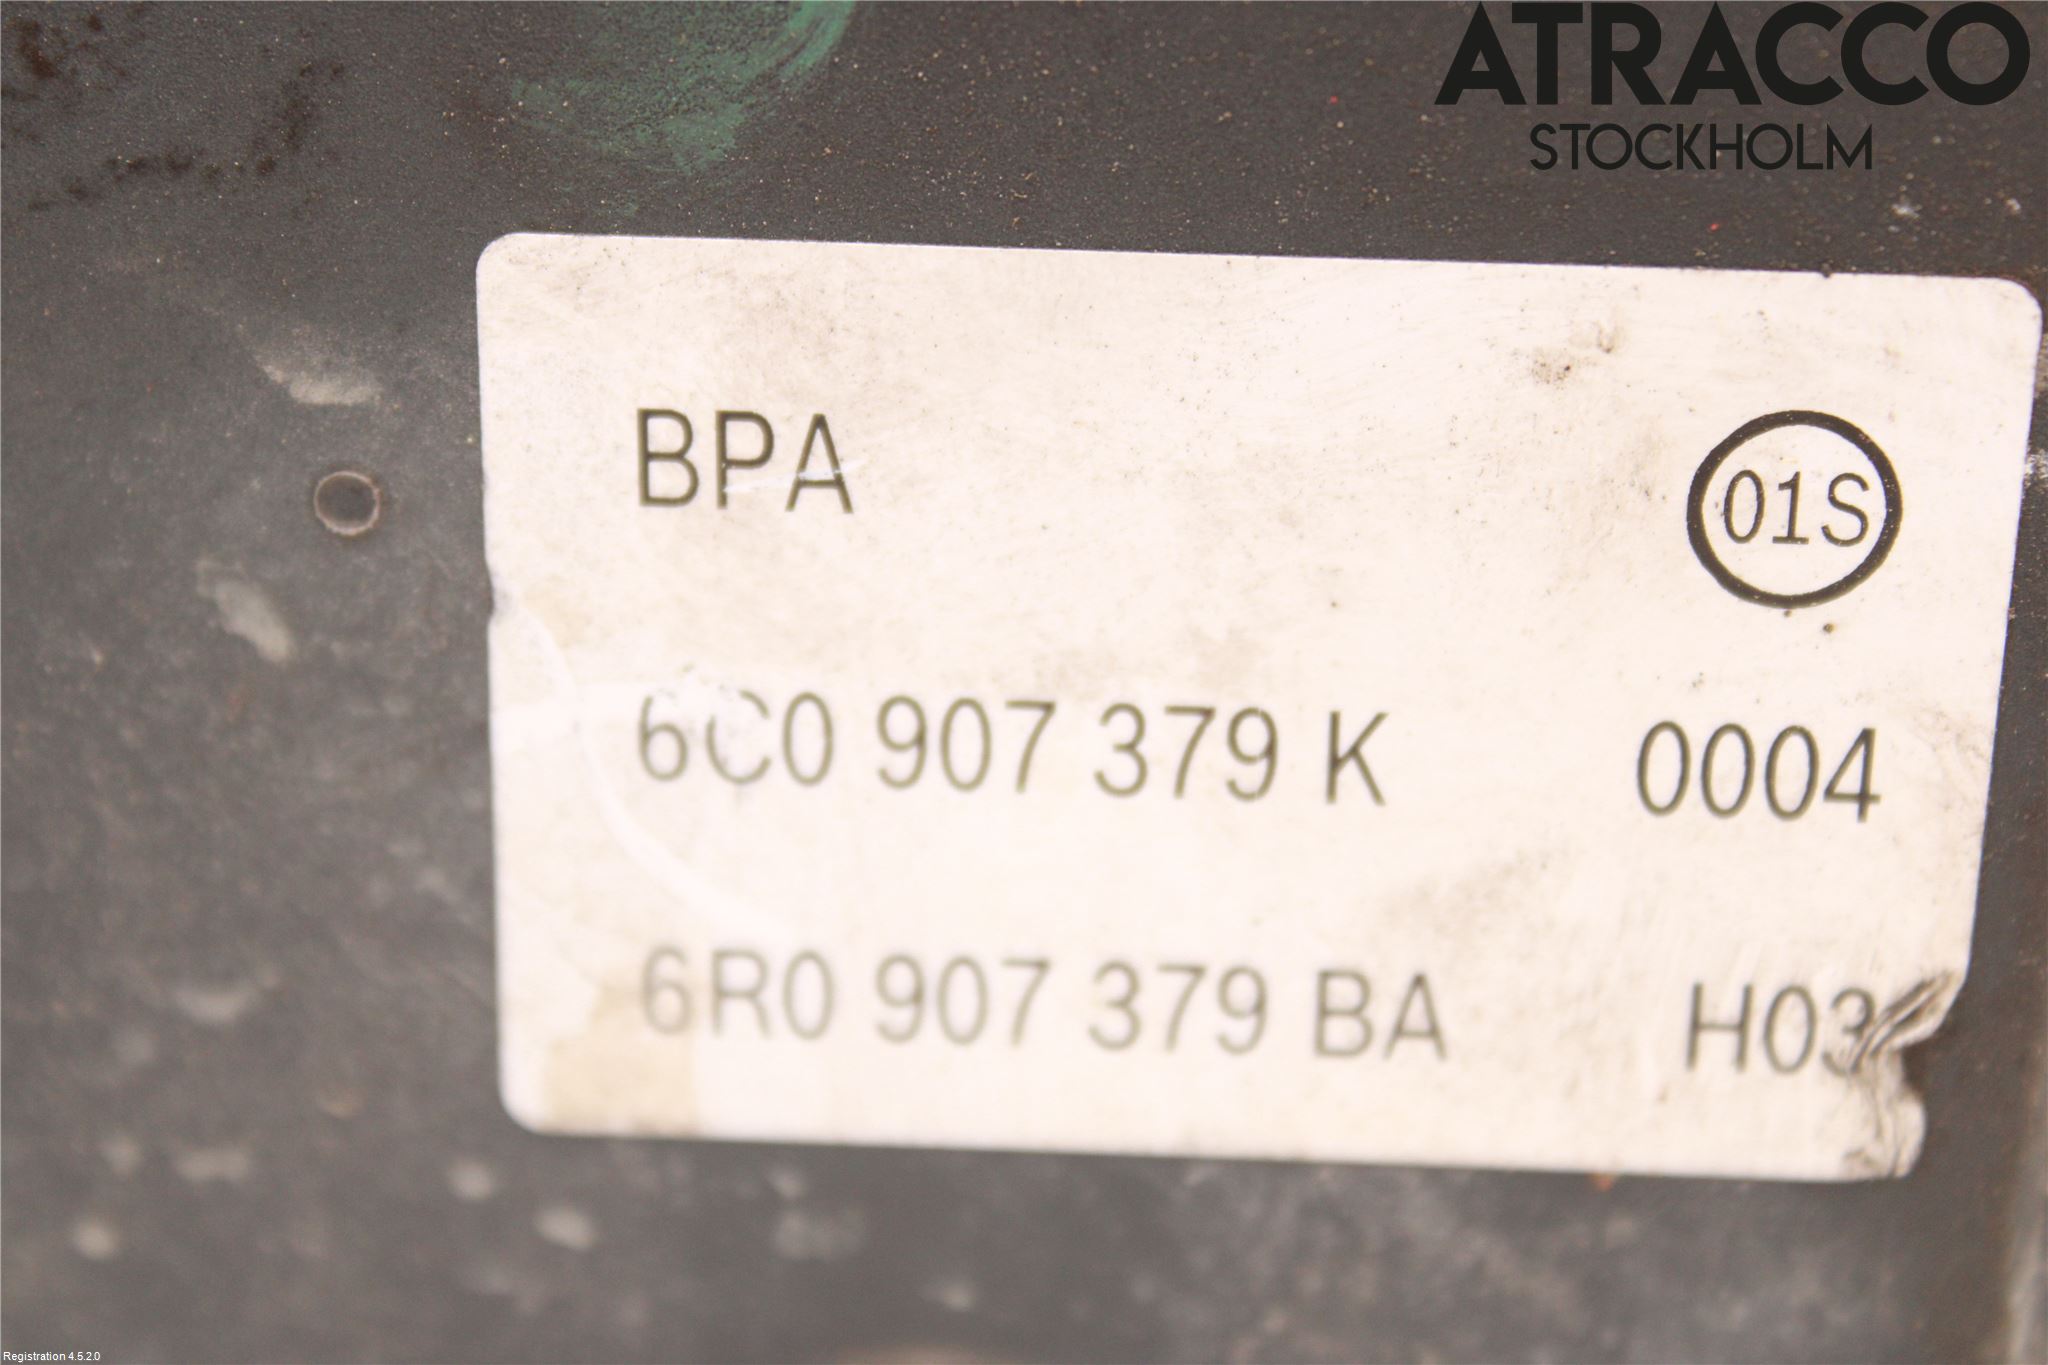 ATRACCO
STOCKHOLM
BPA
01S
6C0 907 379 K 0004
6R0 907 379 BA H03
Registration 4.5.2.0